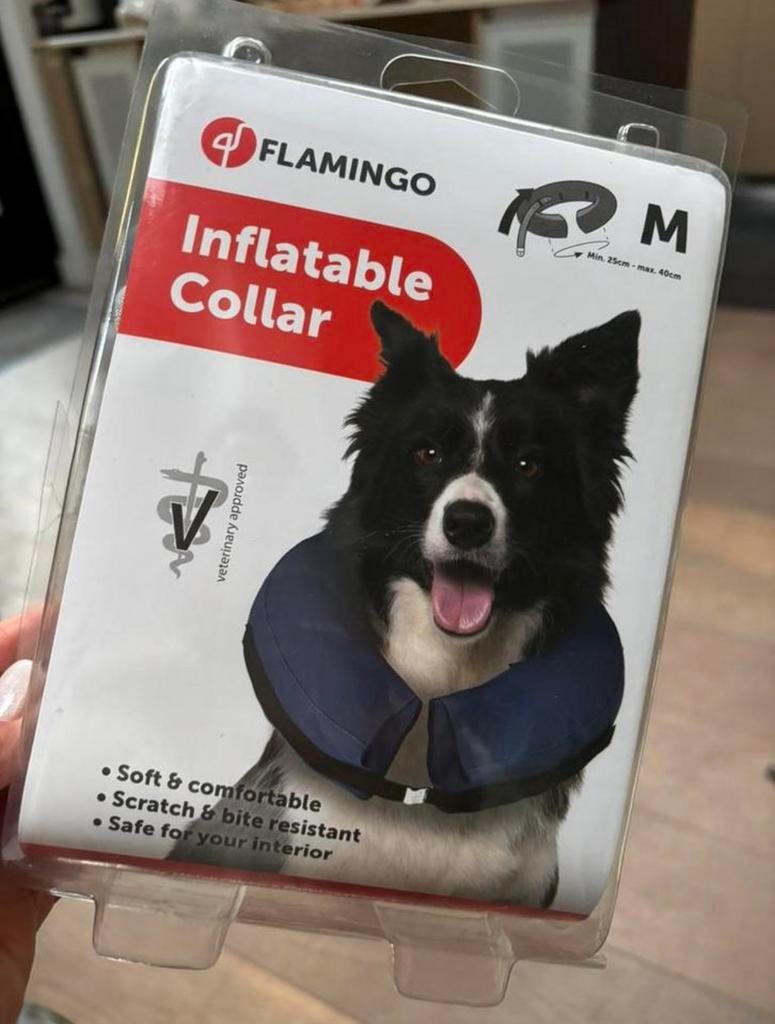 FLAMINGO
Inflatable
Collar
M
Min. 25cm - max. 40cm
V
veterinary approved
• Soft & comfortable
• Scratch & bite resistant
• Safe for your interior